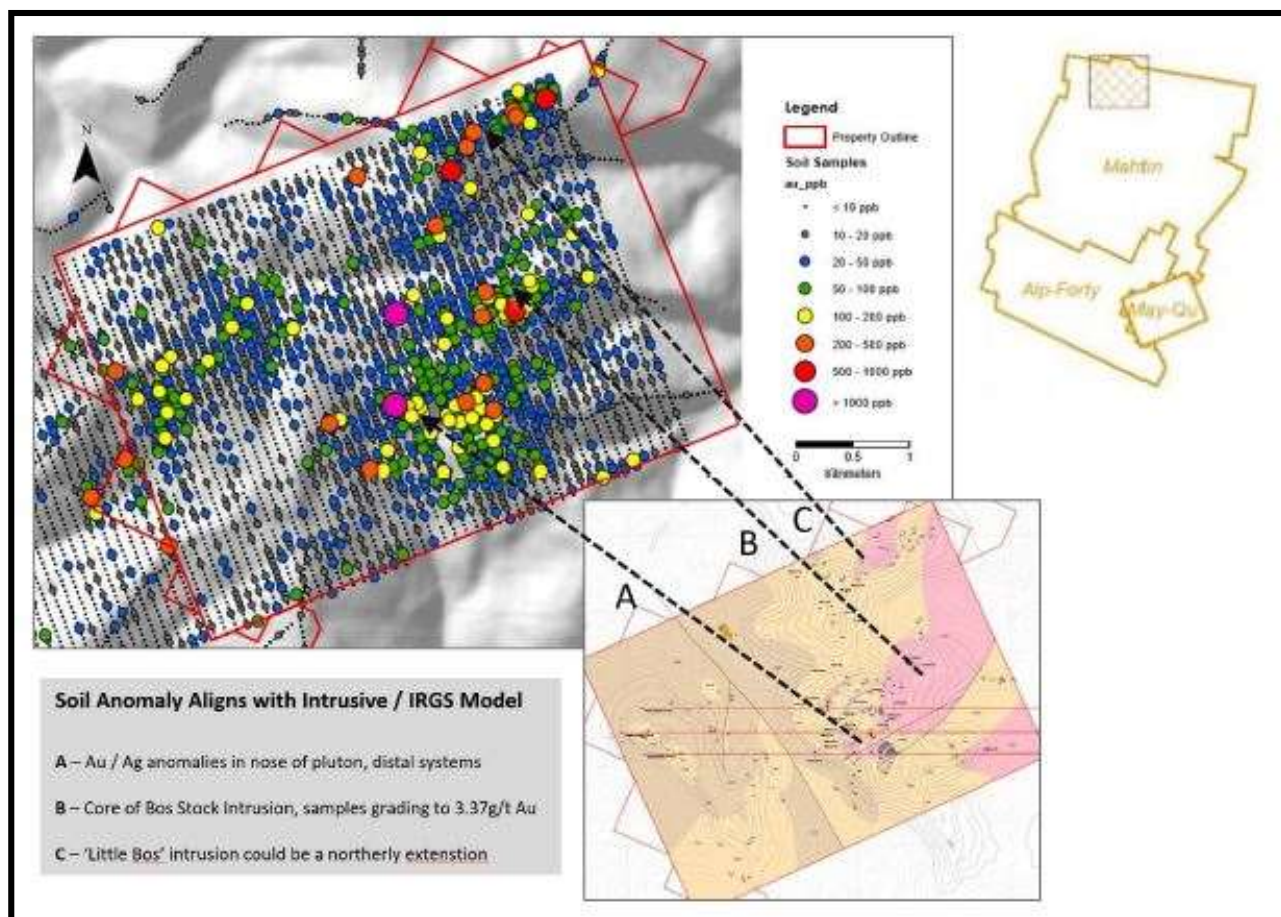 N
Legend
Property Outline
Soil Samples
au_ppb
< 10 ppb
10 - 20 ppb
20 - 50 ppb
50 - 100 ppb
100 - 200 ppb
200 - 500 ppb
500 - 1000 ppb
> 1000 ppb
0 0.5 1
Kilometers
Mahtin
Alp-Forty
May-Qu
A
B
C
Soil Anomaly Aligns with Intrusive / IRGS Model
A – Au / Ag anomalies in nose of pluton, distal systems
B – Core of Bos Stock Intrusion, samples grading to 3.37g/t Au
C – 'Little Bos' intrusion could be a northerly extenstion